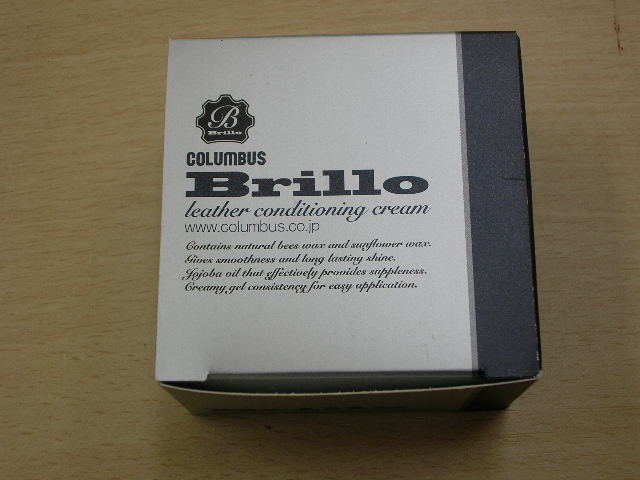 B
Brillo
COLUMBUS
Brillo
leather conditioning cream
www.columbus.co.jp
Contains natural bees wax and sunflower wax.
Gives smoothness and long lasting shine.
Jojoba oil that effectively provides suppleness.
Creamy gel consistency for easy application.